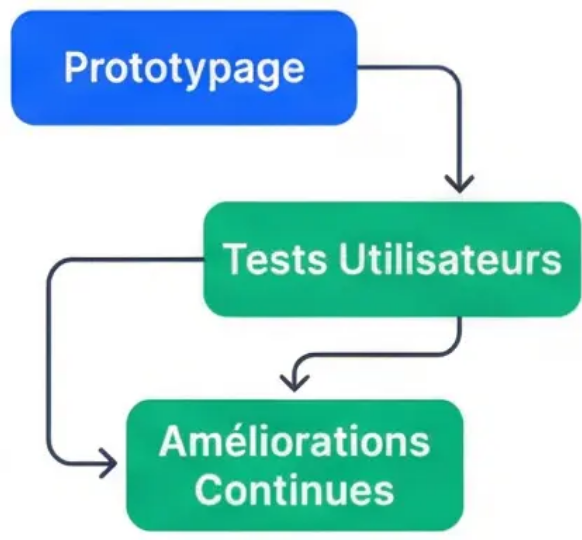 Prototypage
Tests Utilisateurs
Améliorations
Continues